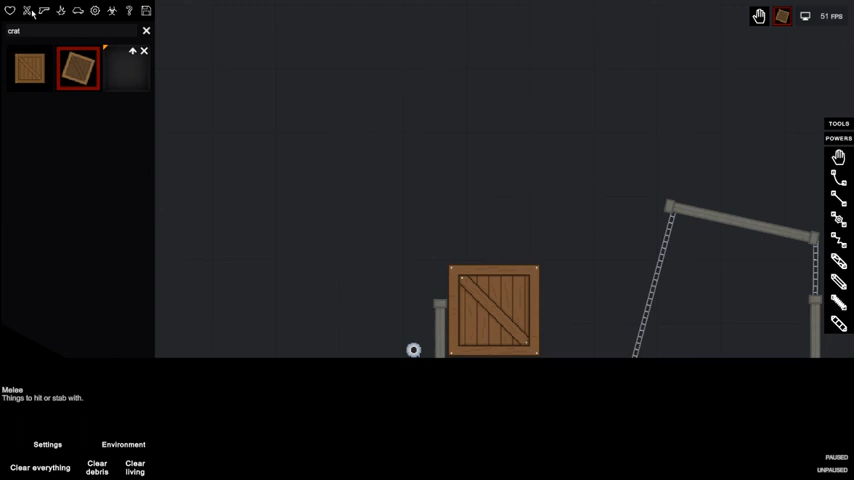 51 FPS
crat
TOOLS
POWERS
Melee
Things to hit or stab with.
Settings
Environment
Clear everything
Clear debris
Clear living
PAUSED
UNPAUSED